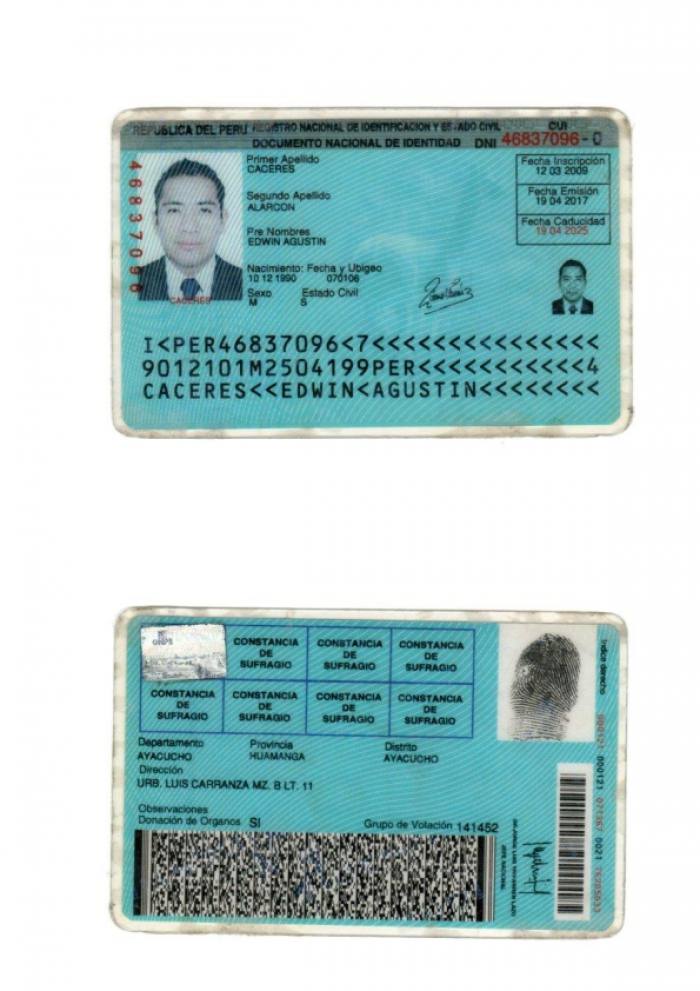 REPUBLICA DEL PERU REGISTRO NACIONAL DE IDENTIFICACION Y ESTADO CIVIL CUI
DOCUMENTO NACIONAL DE IDENTIDAD DNI 46837096 - 0
46837096
Primer Apellido
CACERES
Segundo Apellido
ALARCON
Pre Nombres
EDWIN AGUSTIN
Nacimiento: Fecha y Ubigeo
10 12 1990 070106
Sexo Estado Civil
M S
Fecha Inscripción
12 03 2009
Fecha Emisión
19 04 2017
Fecha Caducidad
19 04 2025
CACERES
I<PER46837096<7<<<<<<<<<<<<<<<
9012101M2504199PER<<<<<<<<<<<4
CACERES<<EDWIN<AGUSTIN<<<<<<<<
CONSTANCIA DE SUFRAGIO
CONSTANCIA DE SUFRAGIO
CONSTANCIA DE SUFRAGIO
CONSTANCIA DE SUFRAGIO
CONSTANCIA DE SUFRAGIO
CONSTANCIA DE SUFRAGIO
CONSTANCIA DE SUFRAGIO
Departamento Provincia Distrito
AYACUCHO HUAMANGA AYACUCHO
Dirección
URB. LUIS CARRANZA MZ. B LT. 11
Observaciones
Donación de Organos SI
Grupo de Votación 141452
Indice derecho
JEFE NACIONAL